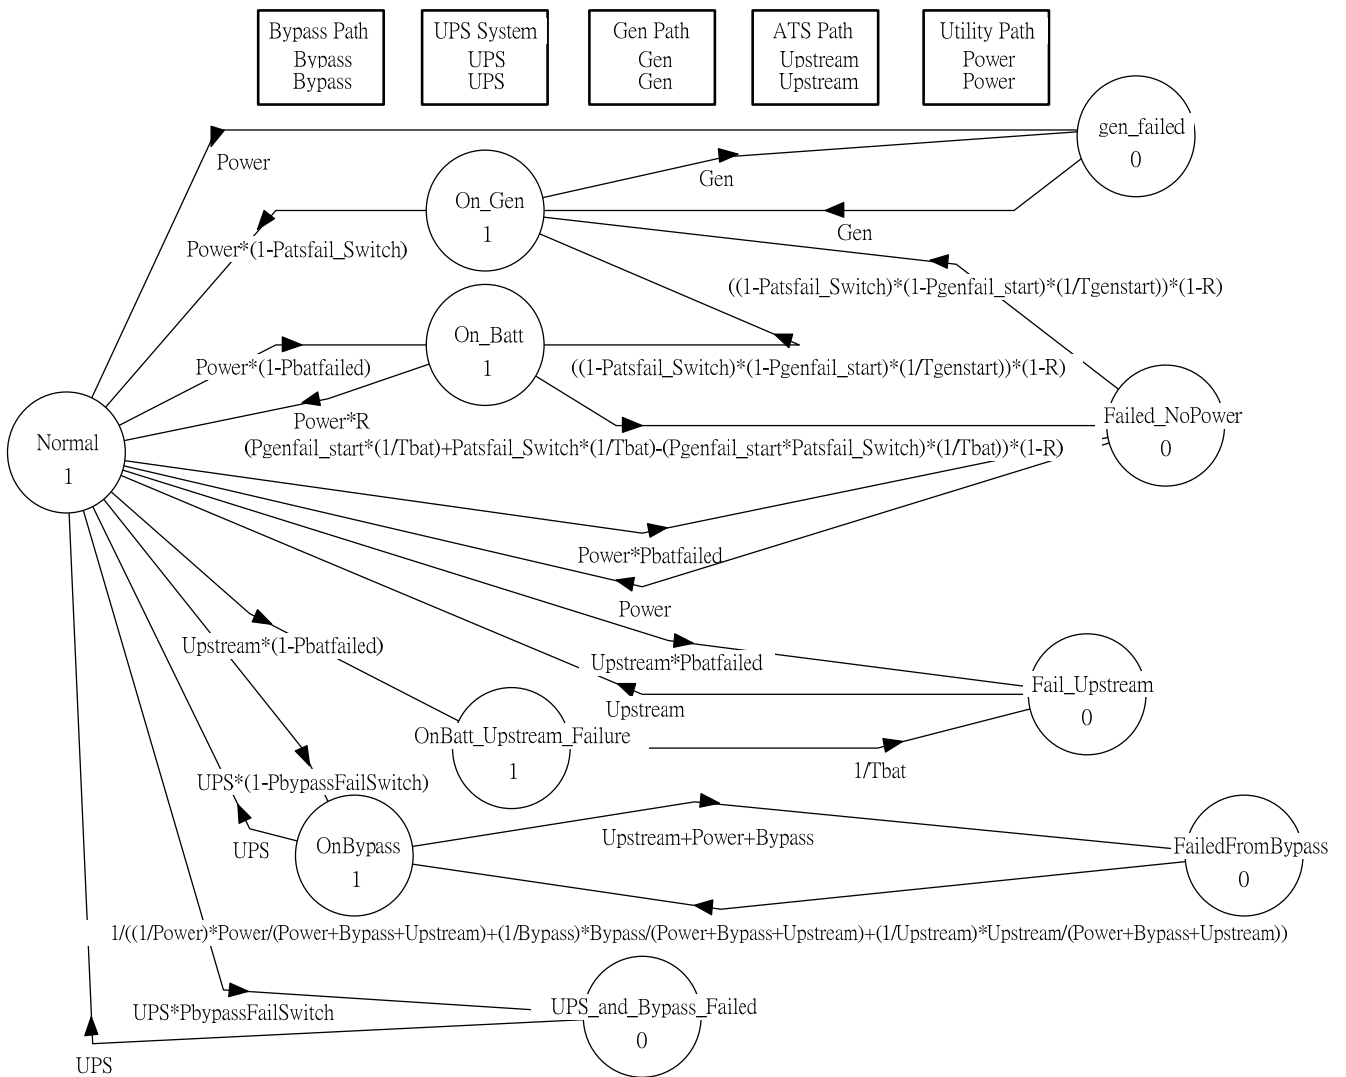 Bypass Path
Bypass
Bypass
UPS System
UPS
UPS
Gen Path
Gen
Gen
ATS Path
Upstream
Upstream
Utility Path
Power
Power
gen_failed
0
Power
Gen
On_Gen
1
Gen
Power*(1-Patsfail_Switch)
((1-Patsfail_Switch)*(1-Pgenfail_start)*(1/Tgenstart))*(1-R)
On_Batt
1
Power*(1-Pbatfailed)
((1-Patsfail_Switch)*(1-Pgenfail_start)*(1/Tgenstart))*(1-R)
Power*R
Failed_NoPower
0
Normal
1
(Pgenfail_start*(1/Tbat)+Patsfail_Switch*(1/Tbat)-(Pgenfail_start*Patsfail_Switch)*(1/Tbat))*(1-R)
Power*Pbatfailed
Power
Upstream*(1-Pbatfailed)
Upstream*Pbatfailed
Fail_Upstream
0
Upstream
OnBatt_Upstream_Failure
1
1/Tbat
UPS*(1-PbypassFailSwitch)
UPS
OnBypass
1
Upstream+Power+Bypass
FailedFromBypass
0
1/((1/Power)*Power/(Power+Bypass+Upstream)+(1/Bypass)*Bypass/(Power+Bypass+Upstream)+(1/Upstream)*Upstream/(Power+Bypass+Upstream))
UPS*PbypassFailSwitch
UPS_and_Bypass_Failed
0
UPS